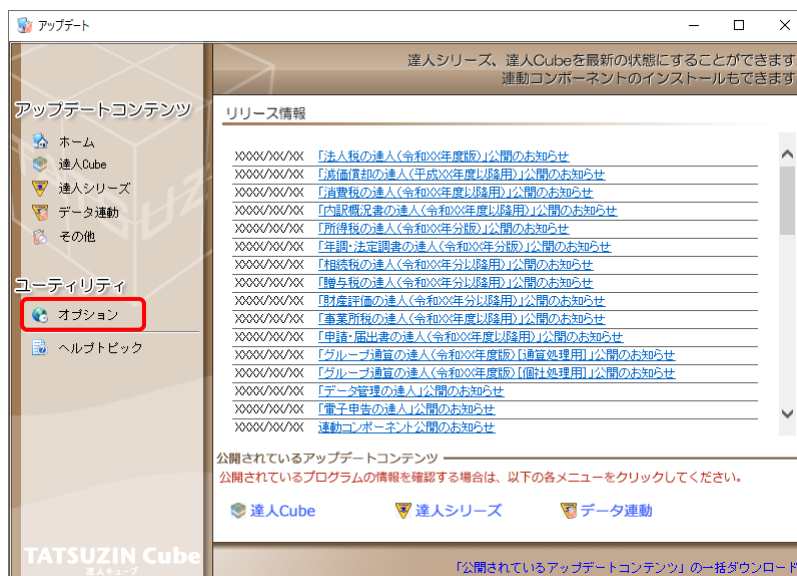 アップデート
達人シリーズ、達人Cubeを最新の状態にすることができます
連動コンポーネントのインストールもできます
アップデートコンテンツ
ホーム
達人Cube
達人シリーズ
データ連動
その他
ユーティリティ
オプション
ヘルプトピック
TATSUZIN Cube
達人キューブ
リリース情報
XXXX/XX/XX 「法人税の達人(令和XX年度版)」公開のお知らせ
XXXX/XX/XX 「減価償却の達人(平成XX年度以降用)」公開のお知らせ
XXXX/XX/XX 「消費税の達人(令和XX年度以降用)」公開のお知らせ
XXXX/XX/XX 「内訳概況書の達人(令和XX年度以降用)」公開のお知らせ
XXXX/XX/XX 「所得税の達人(令和XX年分版)」公開のお知らせ
XXXX/XX/XX 「年調・法定調書の達人(令和XX年分版)」公開のお知らせ
XXXX/XX/XX 「相続税の達人(令和XX年分以降用)」公開のお知らせ
XXXX/XX/XX 「贈与税の達人(令和XX年分以降用)」公開のお知らせ
XXXX/XX/XX 「財産評価の達人(令和XX年分以降用)」公開のお知らせ
XXXX/XX/XX 「事業所税の達人(令和XX年度以降用)」公開のお知らせ
XXXX/XX/XX 「申請・届出書の達人(令和XX年度以降用)」公開のお知らせ
XXXX/XX/XX 「グループ通算の達人(令和XX年度版)[通算処理用]」公開のお知らせ
XXXX/XX/XX 「グループ通算の達人(令和XX年度版)[個社処理用]」公開のお知らせ
XXXX/XX/XX 「データ管理の達人」公開のお知らせ
XXXX/XX/XX 「電子申告の達人」公開のお知らせ
XXXX/XX/XX 連動コンポーネント公開のお知らせ
公開されているアップデートコンテンツ
公開されているプログラムの情報を確認する場合は、以下の各メニューをクリックしてください。
達人Cube 達人シリーズ データ連動
「公開されているアップデートコンテンツ」の一括ダウンロード